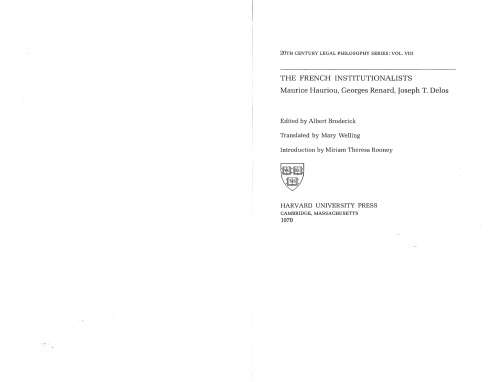 20TH CENTURY LEGAL PHILOSOPHY SERIES: VOL. VIII
THE FRENCH INSTITUTIONALISTS
Maurice Hauriou, Georges Renard, Joseph T. Delos
Edited by Albert Broderick
Translated by Mary Welling
Introduction by Miriam Theresa Rooney
HARVARD UNIVERSITY PRESS
CAMBRIDGE, MASSACHUSETTS
1970